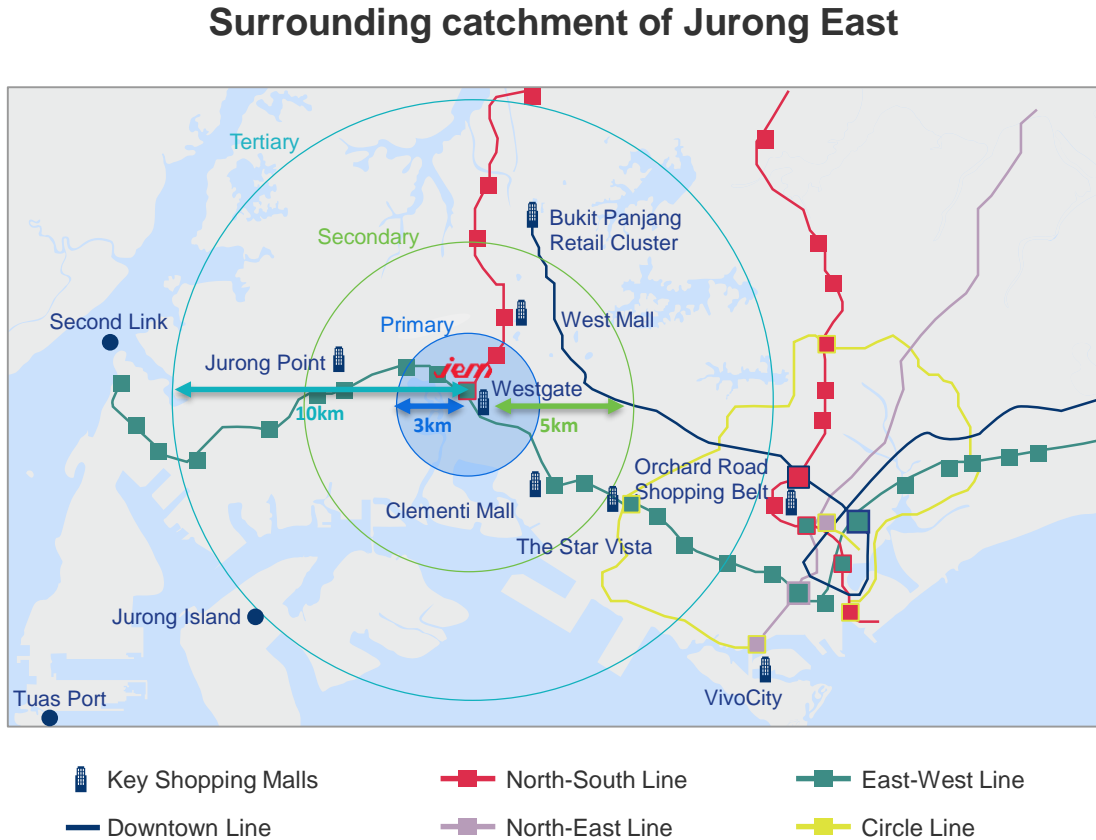 Surrounding catchment of Jurong East
Tertiary
Bukit Panjang
Retail Cluster
Secondary
Second Link
Primary
West Mall
Jurong Point
jem
Westgate
10km
3km
5km
Orchard Road
Shopping Belt
Clementi Mall
The Star Vista
Jurong Island
VivoCity
Tuas Port
Key Shopping Malls
North-South Line
East-West Line
Downtown Line
North-East Line
Circle Line